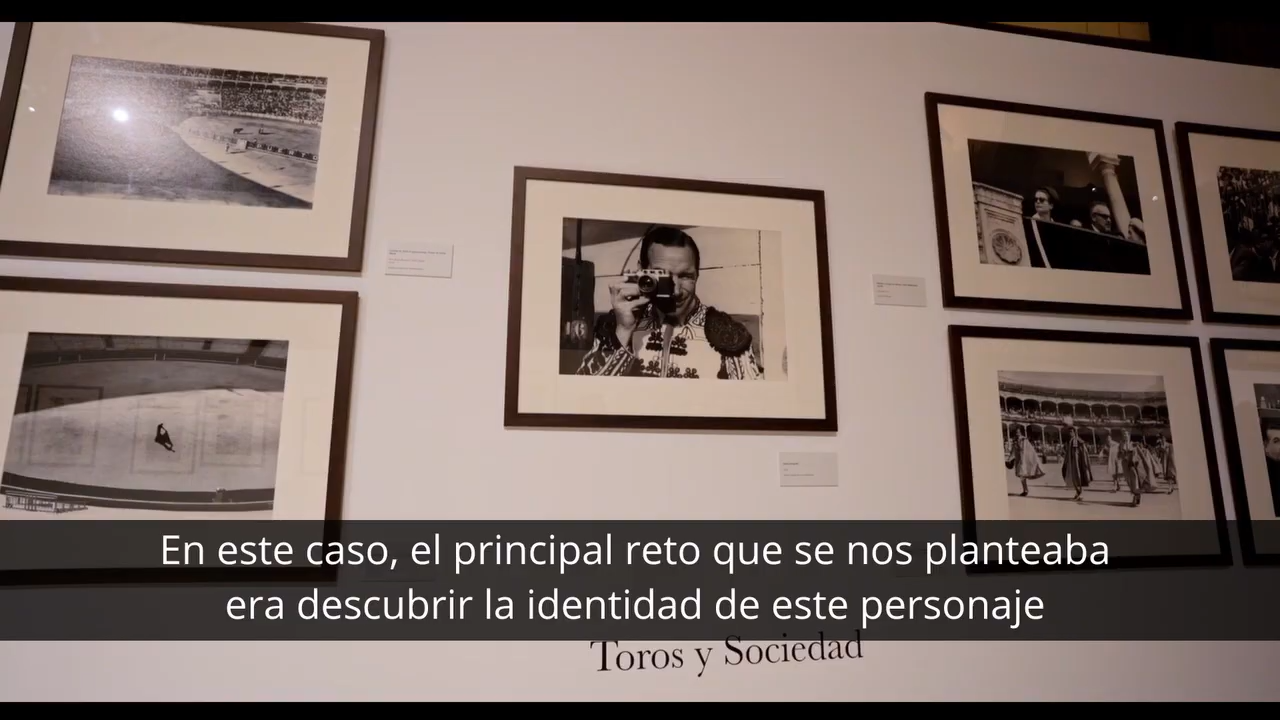 En este caso, el principal reto que se nos planteaba
era descubrir la identidad de este personaje
Toros y Sociedad